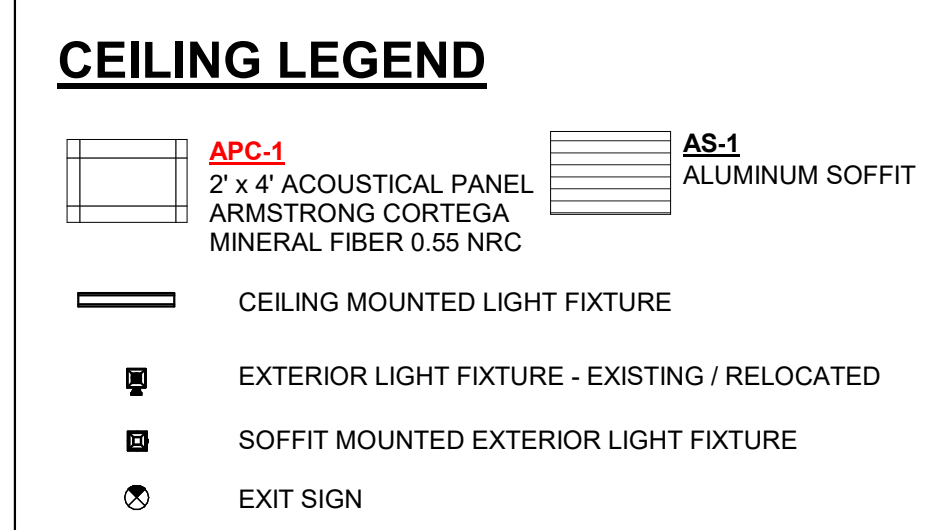 CEILING LEGEND
APC-1
2' x 4' ACOUSTICAL PANEL
ARMSTRONG CORTEGA
MINERAL FIBER 0.55 NRC
AS-1
ALUMINUM SOFFIT
CEILING MOUNTED LIGHT FIXTURE
EXTERIOR LIGHT FIXTURE - EXISTING / RELOCATED
SOFFIT MOUNTED EXTERIOR LIGHT FIXTURE
EXIT SIGN